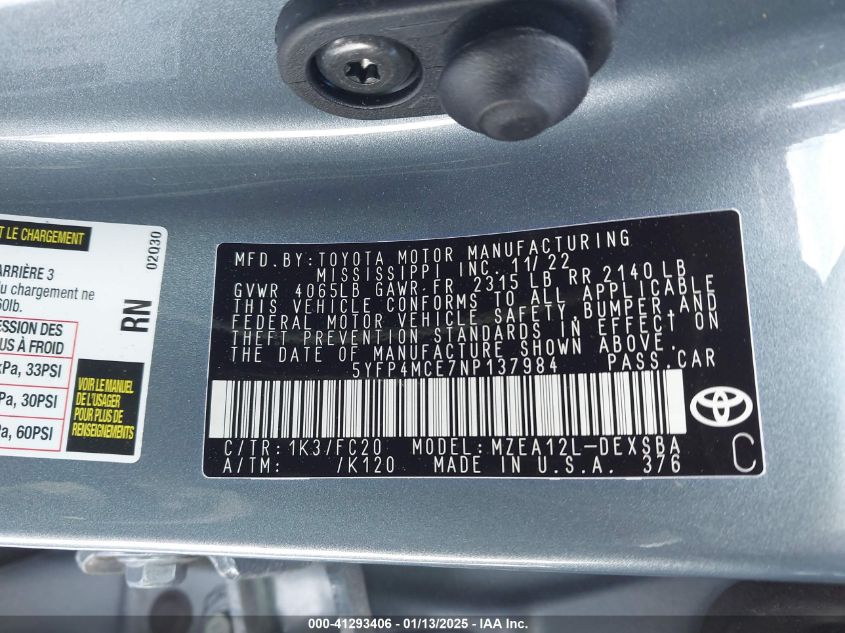 T LE CHARGEMENT
ARRIÈRE 3
u chargement ne
60lb.
ESSION DES
US À FROID
kPa, 33PSI
Pa, 30PSI
a, 60PSI
02Q30
RN
VOIR LE MANUEL
DE L'USAGER
POUR PLUS DE
RENSEIGNEMENTS
MFD.BY:TOYOTA MOTOR MANUFACTURING
MISSISSIPPI INC. 11/22
GVWR 4065LB GAWR FR 2315 LB RR 2140 LB
THIS VEHICLE CONFORMS TO ALL APPLICABLE
FEDERAL MOTOR VEHICLE SAFETY, BUMPER, AND
THEFT PREVENTION STANDARDS IN EFFECT ON
THE DATE OF MANUFACTURE SHOWN ABOVE.
5YFP4MCE7NP137984 PASS.CAR
C/TR:1K3/FC20 MODEL:MZEA12L-DEXSBA
A/TM: /K120 MADE IN U.S.A. 376
C
000-41293406 - 01/13/2025 - IAA Inc.